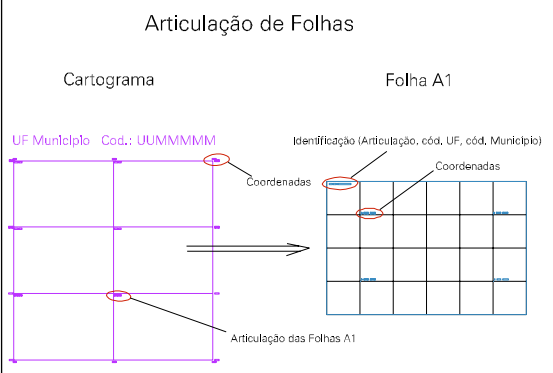 Articulação de Folhas
Cartograma
Folha A1
UF Município Cod.: UUMMMMM
Identificação (Articulação, cód. UF, cód. Município)
Coordenadas
Coordenadas
Articulação das Folhas A1